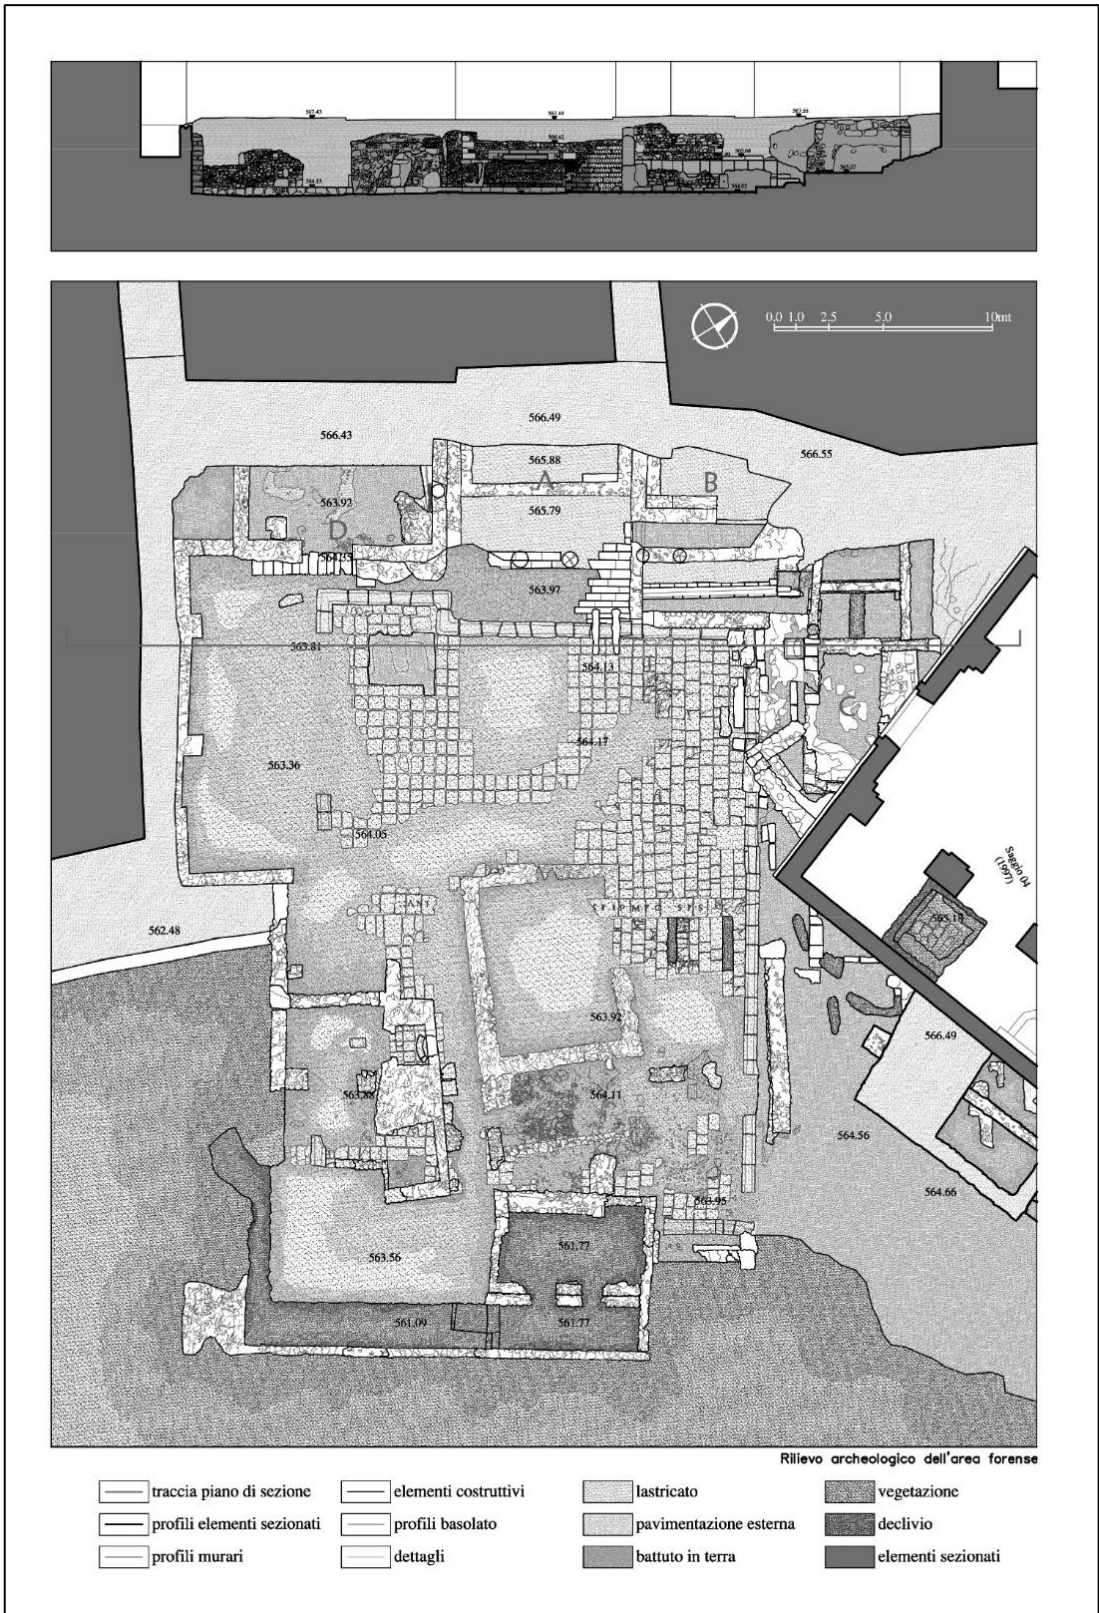 567.43
566.43
566.49
566.55
0.0 1.0 2.5 5.0 10mt
565.88
A
B
563.92
565.79
D
564.35
563.97
563.81
564.13
564.17
563.36
564.05
Saggio 04
(1997)
562.48
563.92
566.49
563.88
564.11
564.56
564.66
563.95
563.56
561.77
561.09
561.77
Rilievo archeologico dell'area forense
traccia piano di sezione
elementi costruttivi
lastricato
vegetazione
profili elementi sezionati
profili basolato
pavimentazione esterna
declivio
profili murari
dettagli
battuto in terra
elementi sezionati